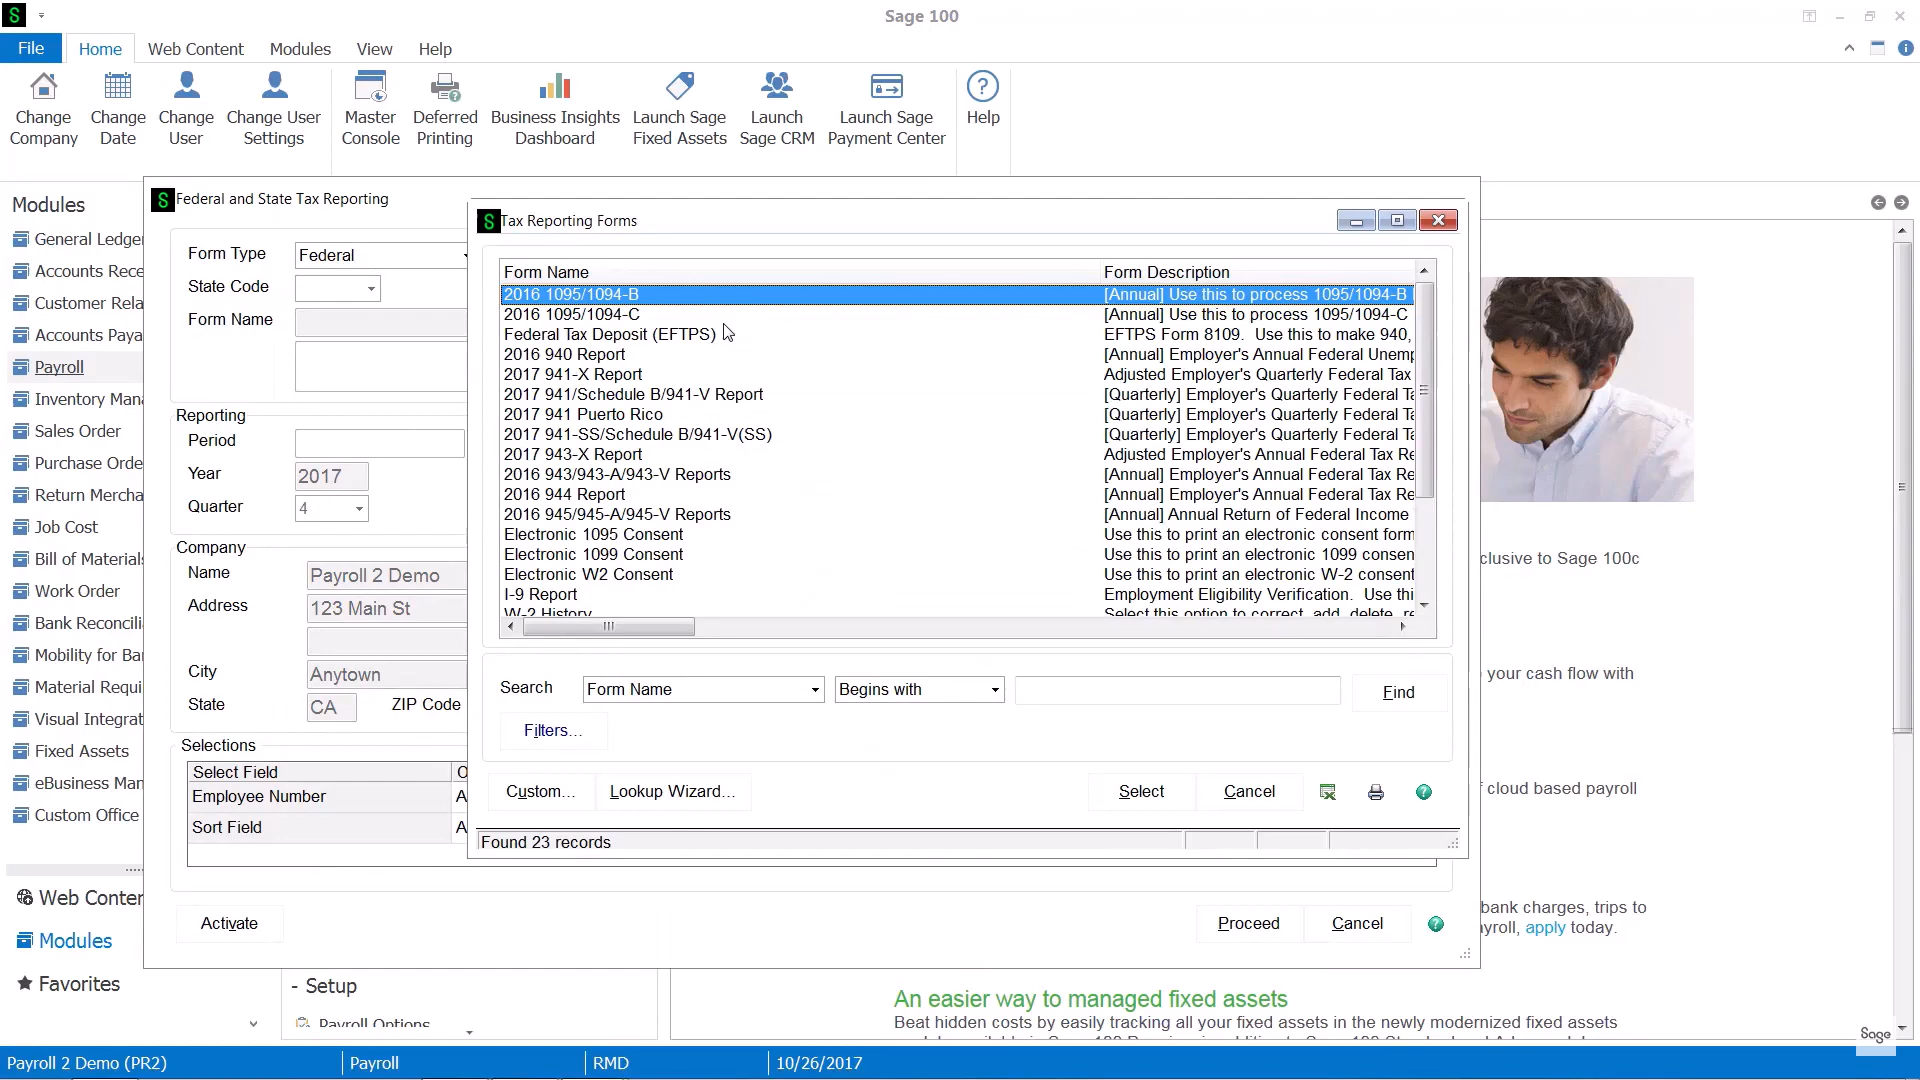 Sage 100
File Home Web Content Modules View Help
Change Company
Change Date
Change User
Change User Settings
Master Console
Deferred Printing
Business Insights Dashboard
Launch Sage Fixed Assets
Launch Sage CRM
Launch Sage Payment Center
Help
Modules
General Ledger
Accounts Rece
Customer Rela
Accounts Paya
Payroll
Inventory Mana
Sales Order
Purchase Orde
Return Mercha
Job Cost
Bill of Materials
Work Order
Bank Reconcili
Mobility for Ba
Material Requi
Visual Integrat
Fixed Assets
eBusiness Man
Custom Office
Web Conten
Modules
Favorites
Federal and State Tax Reporting
Form Type Federal
State Code
Form Name
Reporting
Period
Year 2017
Quarter 4
Company
Name Payroll 2 Demo
Address 123 Main St
City Anytown
State CA ZIP Code
Selections
Select Field O
Employee Number A
Sort Field A
Activate Proceed Cancel
Tax Reporting Forms
Form Name Form Description
2016 1095/1094-B [Annual] Use this to process 1095/1094-B
2016 1095/1094-C [Annual] Use this to process 1095/1094-C
Federal Tax Deposit (EFTPS) EFTPS Form 8109. Use this to make 940,
2016 940 Report [Annual] Employer's Annual Federal Unemp
2017 941-X Report Adjusted Employer's Quarterly Federal Tax
2017 941/Schedule B/941-V Report [Quarterly] Employer's Quarterly Federal Ta
2017 941 Puerto Rico [Quarterly] Employer's Quarterly Federal Ta
2017 941-SS/Schedule B/941-V(SS) [Quarterly] Employer's Quarterly Federal Ta
2017 943-X Report Adjusted Employer's Annual Federal Tax Re
2016 943/943-A/943-V Reports [Annual] Employer's Annual Federal Tax Re
2016 944 Report [Annual] Employer's Annual Federal Tax Re
2016 945/945-A/945-V Reports [Annual] Annual Return of Federal Income
Electronic 1095 Consent Use this to print an electronic consent form
Electronic 1099 Consent Use this to print an electronic 1099 consen
Electronic W2 Consent Use this to print an electronic W-2 consent
I-9 Report Employment Eligibility Verification. Use thi
W-2 History Select this option to correct, add, delete, re
Search Form Name Begins with Find
Filters...
Custom... Lookup Wizard... Select Cancel
Found 23 records
clusive to Sage 100c
your cash flow with
f cloud based payroll
bank charges, trips to
yroll, apply today.
- Setup
Payroll Options
An easier way to managed fixed assets
Beat hidden costs by easily tracking all your fixed assets in the newly modernized fixed assets
Sage
Payroll 2 Demo (PR2) Payroll RMD 10/26/2017